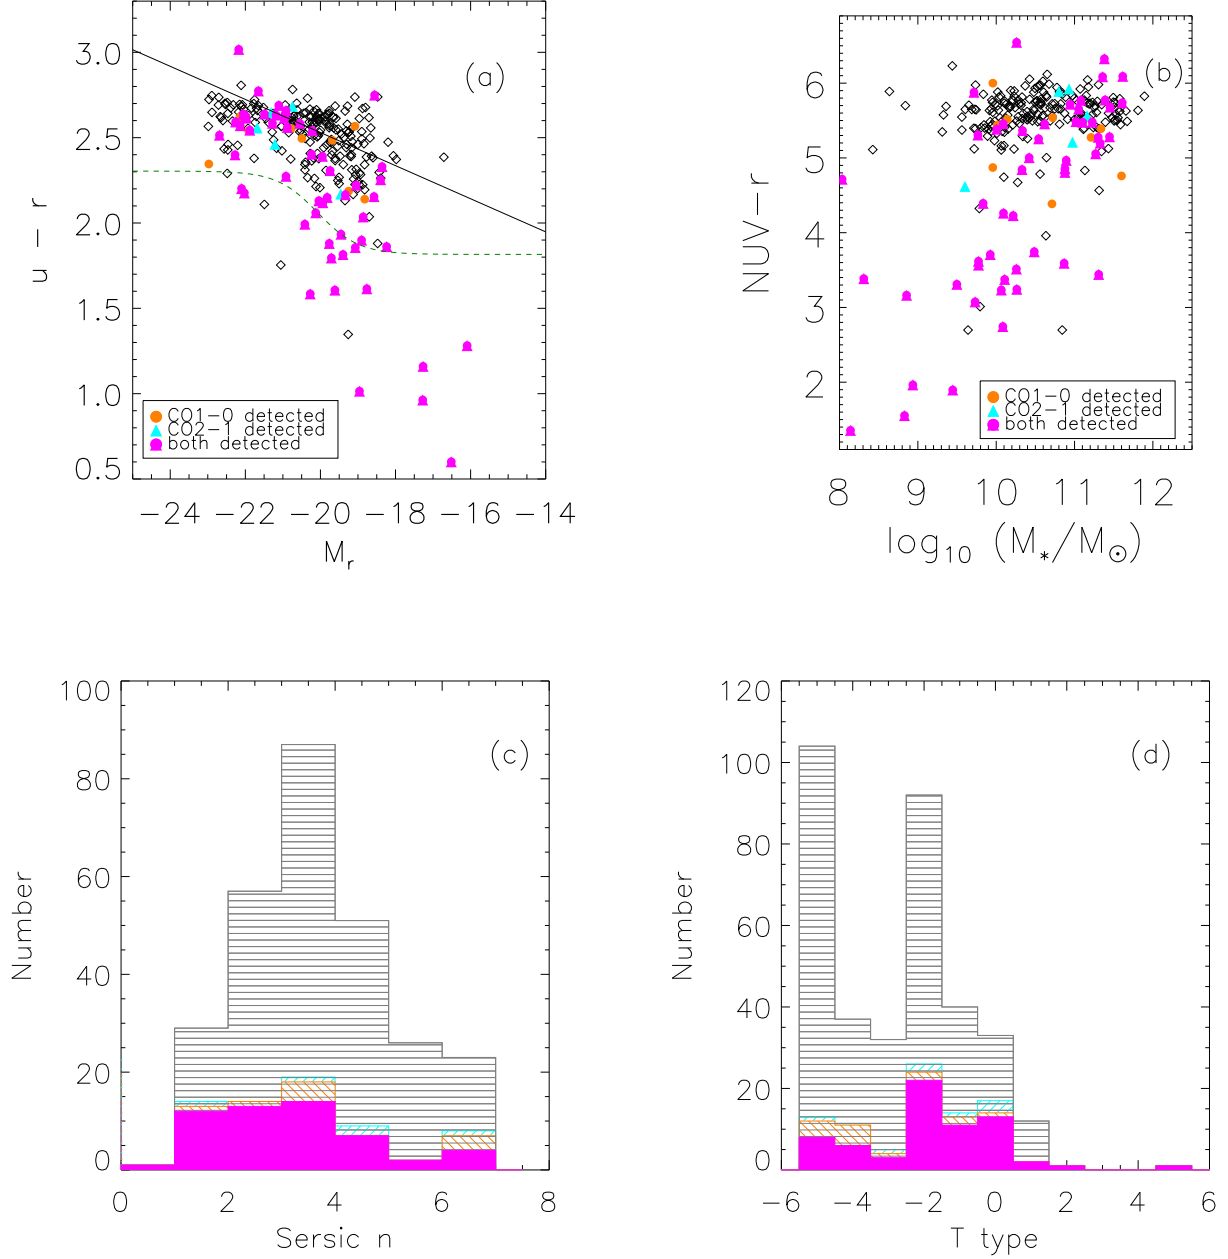 (a)
u − r
3.0
2.5
2.0
1.5
1.0
0.5
CO1−0 detected
CO2−1 detected
both detected
−24 −22 −20 −18 −16 −14
M_r
(b)
NUV−r
6
5
4
3
2
CO1−0 detected
CO2−1 detected
both detected
8 9 10 11 12
log₁₀ (M_*/M_⊙)
(c)
Number
100
80
60
40
20
0
0 2 4 6 8
Sersic n
(d)
Number
120
100
80
60
40
20
0
−6 −4 −2 0 2 4 6
T type